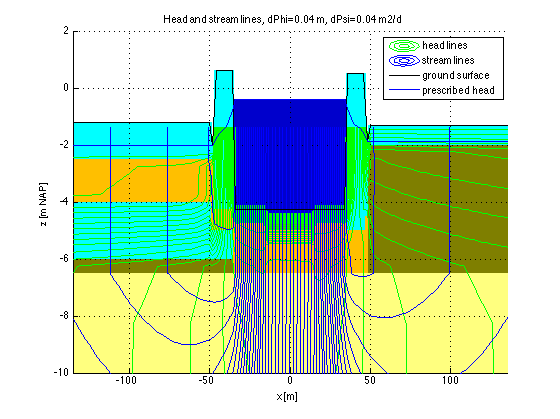 Head and stream lines, dPhi=0.04 m, dPsi=0.04 m2/d
head lines
stream lines
ground surface
prescribed head
z [m NAP]
2
0
-2
-4
-6
-8
-10
-100
-50
0
50
100
x [m]